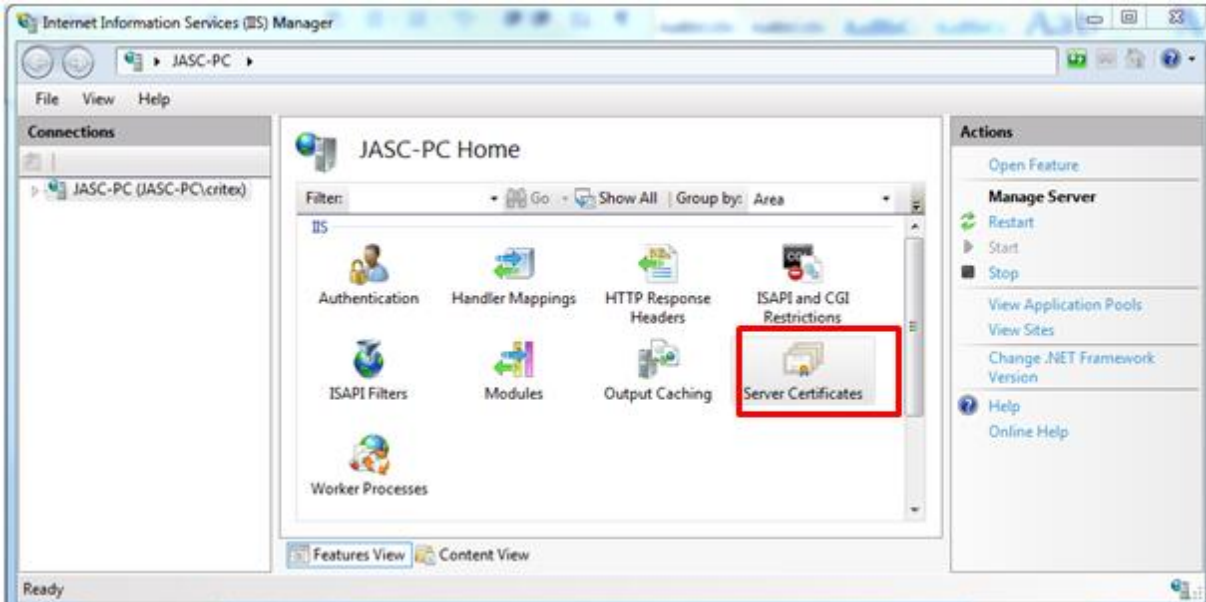 Internet Information Services (IIS) Manager
JASC-PC
File View Help
Connections
JASC-PC (JASC-PC\critex)
JASC-PC Home
Filter: Go Show All Group by: Area
IIS
Authentication
Handler Mappings
HTTP Response
Headers
ISAPI and CGI
Restrictions
ISAPI Filters
Modules
Output Caching
Server Certificates
Worker Processes
Features View Content View
Actions
Open Feature
Manage Server
Restart
Start
Stop
View Application Pools
View Sites
Change .NET Framework
Version
Help
Online Help
Ready